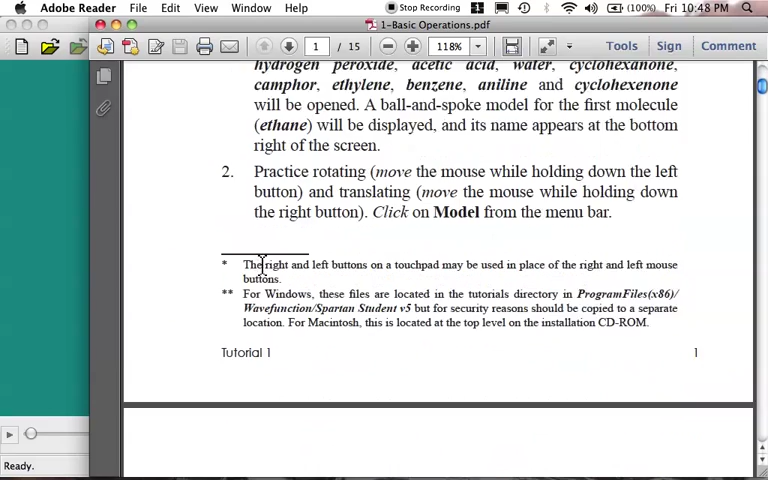 Adobe Reader File Edit View Window Help Stop Recording (100%) Fri 10:48 PM
1-Basic Operations.pdf
1 / 15 118% Tools Sign Comment
hydrogen peroxide, acetic acid, water, cyclohexanone,
camphor, ethylene, benzene, aniline and cyclohexenone
will be opened. A ball-and-spoke model for the first molecule
(ethane) will be displayed, and its name appears at the bottom
right of the screen.
2. Practice rotating (move the mouse while holding down the left
button) and translating (move the mouse while holding down
the right button). Click on Model from the menu bar.
* The right and left buttons on a touchpad may be used in place of the right and left mouse
buttons.
** For Windows, these files are located in the tutorials directory in ProgramFiles(x86)/
Wavefunction/Spartan Student v5 but for security reasons should be copied to a separate
location. For Macintosh, this is located at the top level on the installation CD-ROM.
Tutorial 1 1
Ready.